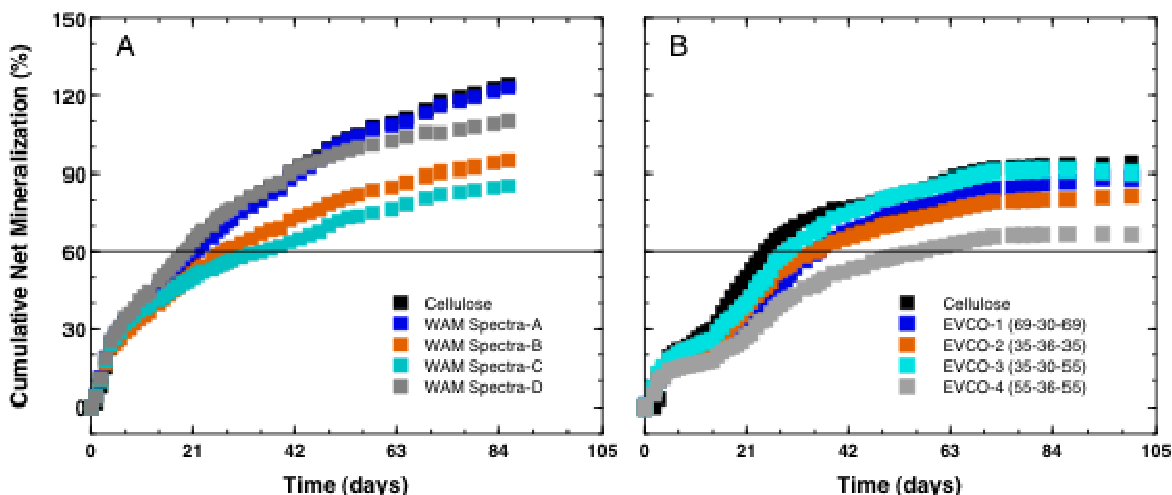 A
B
Cumulative Net Mineralization (%)
150
120
90
60
30
0
Cellulose
WAM Spectra-A
WAM Spectra-B
WAM Spectra-C
WAM Spectra-D
0 21 42 63 84 105
Time (days)
Cellulose
EVCO-1 (69-30-69)
EVCO-2 (35-36-35)
EVCO-3 (35-30-55)
EVCO-4 (55-36-55)
0 21 42 63 84 105
Time (days)